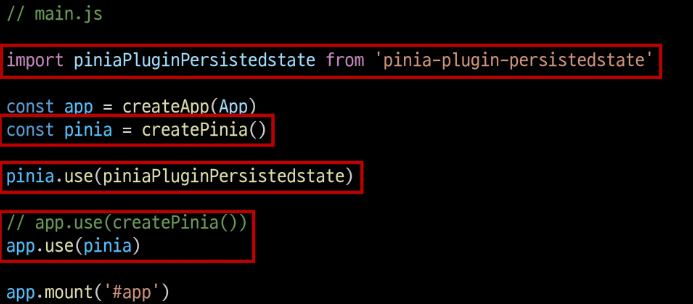 // main.js
import piniaPluginPersistedstate from 'pinia-plugin-persistedstate'
const app = createApp(App)
const pinia = createPinia()
pinia.use(piniaPluginPersistedstate)
// app.use(createPinia())
app.use(pinia)
app.mount('#app')